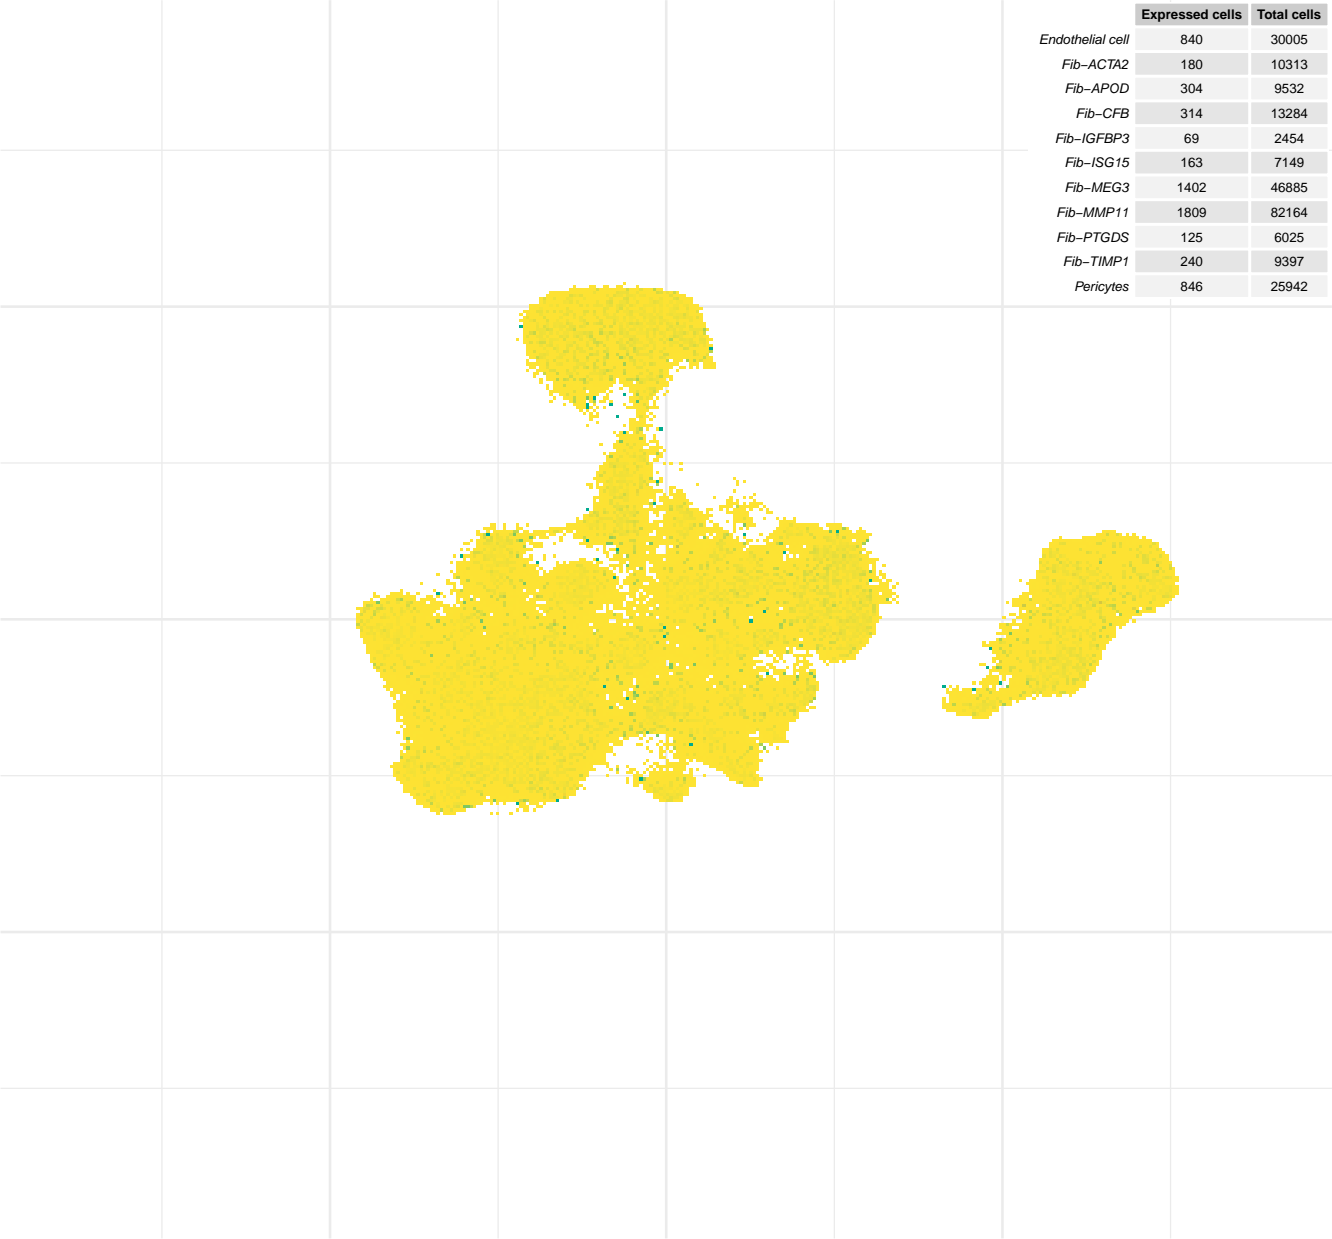 Expressed cells Total cells
Endothelial cell 840 30005
Fib−ACTA2 180 10313
Fib−APOD 304 9532
Fib−CFB 314 13284
Fib−IGFBP3 69 2454
Fib−ISG15 163 7149
Fib−MEG3 1402 46885
Fib−MMP11 1809 82164
Fib−PTGDS 125 6025
Fib−TIMP1 240 9397
Pericytes 846 25942